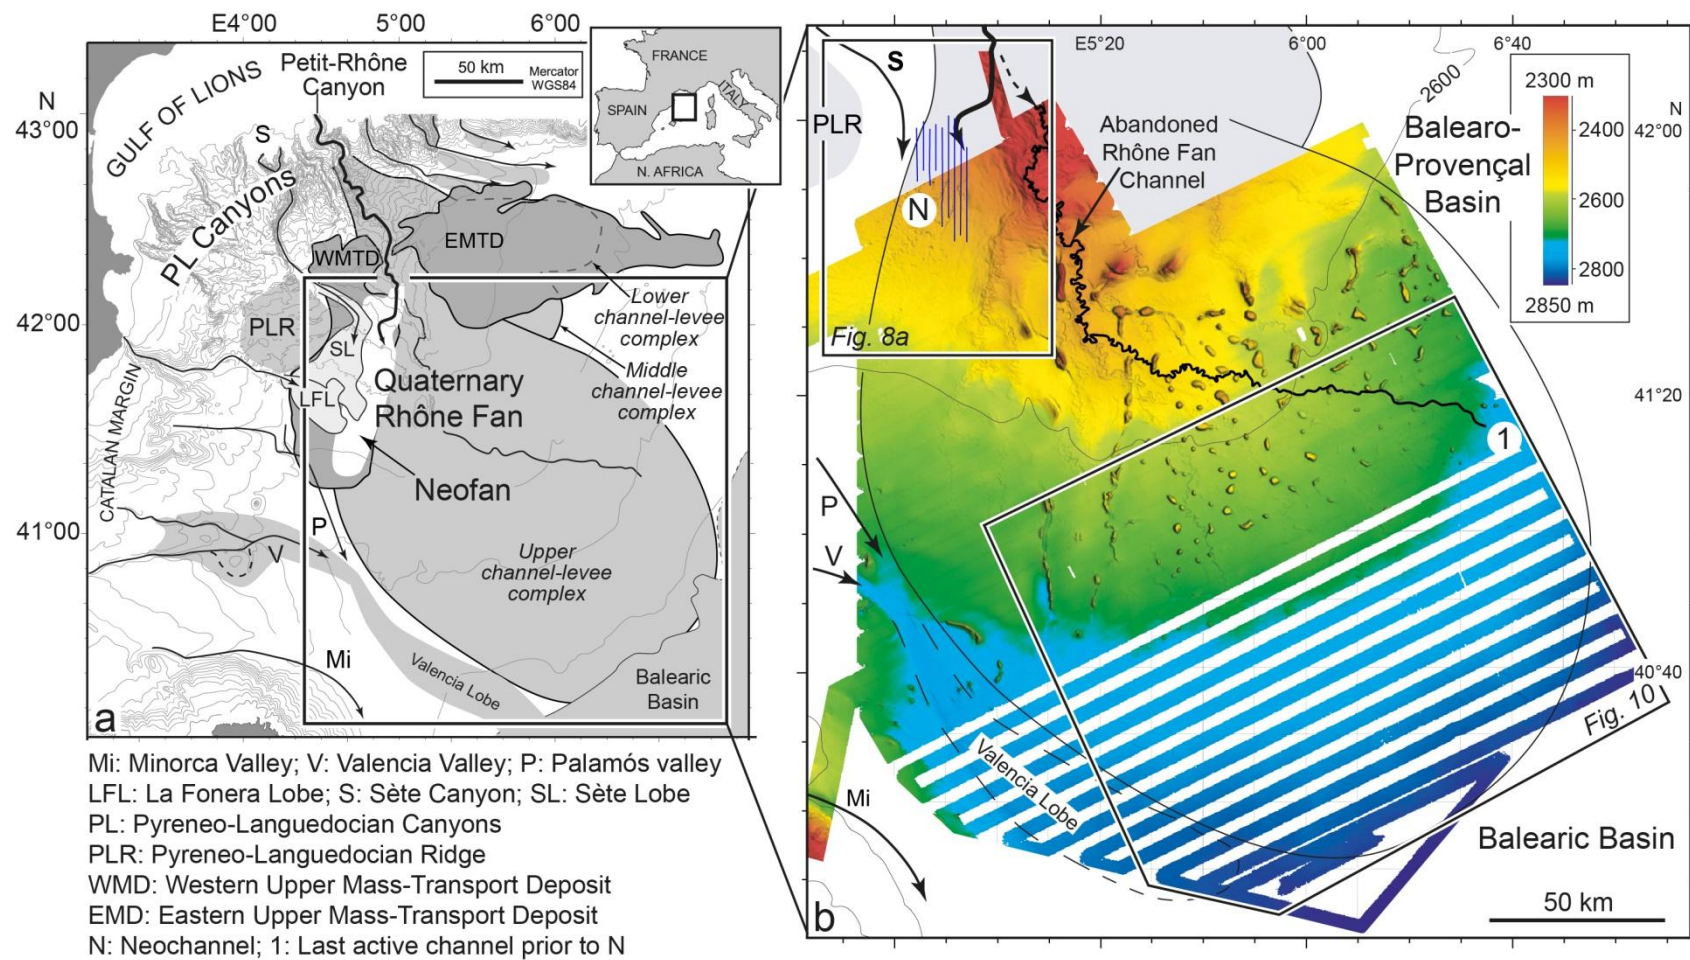 E4°00'
5°00'
6°00'
N
43°00'
42°00'
41°00'
GULF OF LIONS
Petit-Rhône
Canyon
50 km
Mercator
WGS84
FRANCE
SPAIN
ITALY
N. AFRICA
S
PL Canyons
WMTD
EMTD
PLR
SL
LFL
Lower
channel-levee
complex
Middle
channel-levee
complex
Quaternary
Rhône Fan
Neofan
CATALAN MARGIN
P
V
Upper
channel-levee
complex
Mi
Valencia Lobe
Balearic
Basin
a
Mi: Minorca Valley; V: Valencia Valley; P: Palamós valley
LFL: La Fonera Lobe; S: Sète Canyon; SL: Sète Lobe
PL: Pyreneo-Languedocian Canyons
PLR: Pyreneo-Languedocian Ridge
WMD: Western Upper Mass-Transport Deposit
EMD: Eastern Upper Mass-Transport Deposit
N: Neochannel; 1: Last active channel prior to N
E5°20
6°00
6°40
S
PLR
N
Fig. 8a
Abandoned
Rhône Fan
Channel
2600
Balearo-
Provençal
Basin
2300 m
2400
2600
2800
2850 m
N
42°00
41°20
40°40
1
P
V
Valencia Lobe
Mi
Fig. 10
Balearic Basin
50 km
b